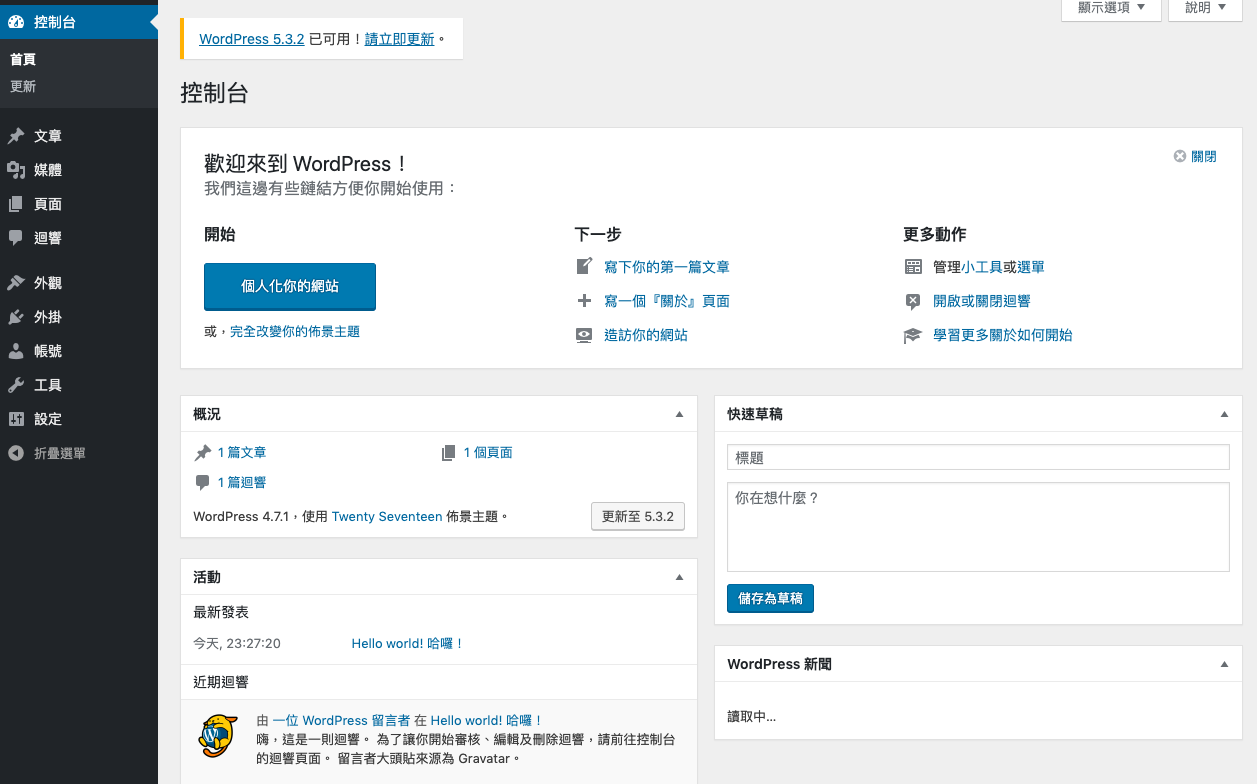 控制台
首頁
更新
文章
媒體
頁面
迴響
外觀
外掛
帳號
工具
設定
折疊選單
顯示選項
說明
WordPress 5.3.2 已可用！請立即更新。
控制台
歡迎來到 WordPress！
我們這邊有些鏈結方便你開始使用：
關閉
開始
個人化你的網站
或，完全改變你的佈景主題
下一步
寫下你的第一篇文章
寫一個『關於』頁面
造訪你的網站
更多動作
管理小工具或選單
開啟或關閉迴響
學習更多關於如何開始
概況
1 篇文章
1 個頁面
1 篇迴響
WordPress 4.7.1，使用 Twenty Seventeen 佈景主題。
更新至 5.3.2
活動
最新發表
今天, 23:27:20
Hello world! 哈囉！
近期迴響
由 一位 WordPress 留言者 在 Hello world! 哈囉！
嗨，這是一則迴響。 為了讓你開始審核、編輯及刪除迴響，請前往控制台
的迴響頁面。 留言者大頭貼來源為 Gravatar。
快速草稿
標題
你在想什麼？
儲存為草稿
WordPress 新聞
讀取中...